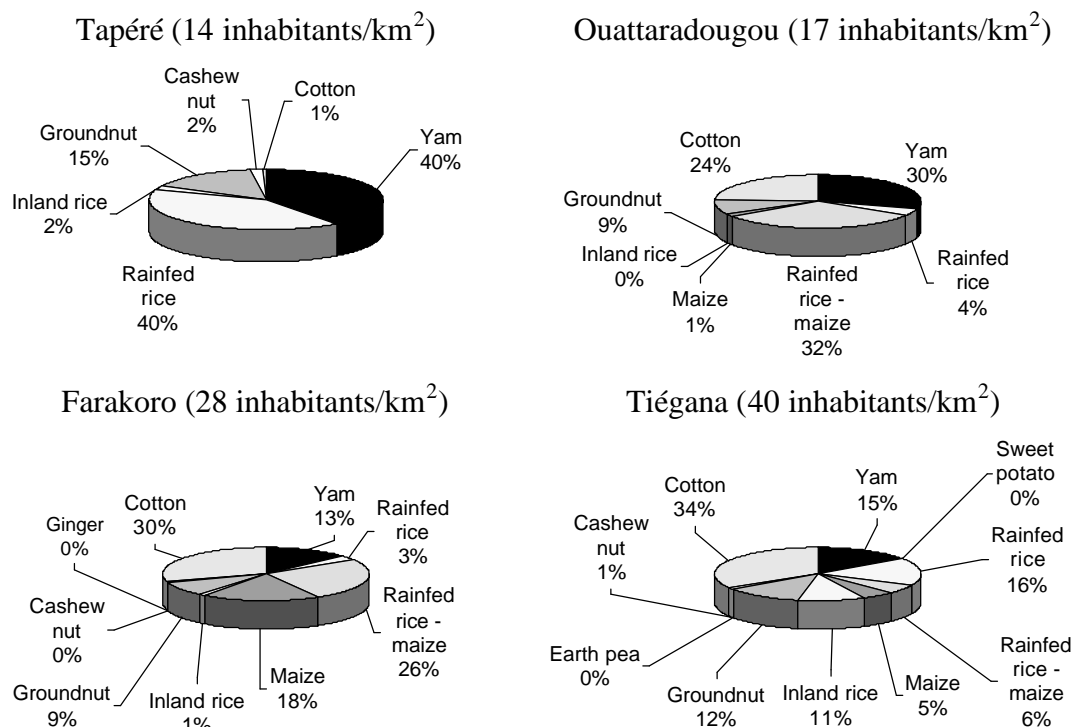 Tapéré (14 inhabitants/km²)
Cashew
nut
2%
Cotton
1%
Groundnut
15%
Yam
40%
Inland rice
2%
Rainfed
rice
40%
Ouattaradougou (17 inhabitants/km²)
Cotton
24%
Yam
30%
Groundnut
9%
Inland rice
0%
Maize
1%
Rainfed
rice -
maize
32%
Rainfed
rice
4%
Farakoro (28 inhabitants/km²)
Cotton
30%
Yam
13%
Rainfed
rice
3%
Ginger
0%
Cashew
nut
0%
Rainfed
rice -
maize
26%
Groundnut
9%
Inland rice
1%
Maize
18%
Tiégana (40 inhabitants/km²)
Sweet
potato
0%
Cotton
34%
Yam
15%
Cashew
nut
1%
Rainfed
rice
16%
Earth pea
0%
Groundnut
12%
Inland rice
11%
Maize
5%
Rainfed
rice -
maize
6%